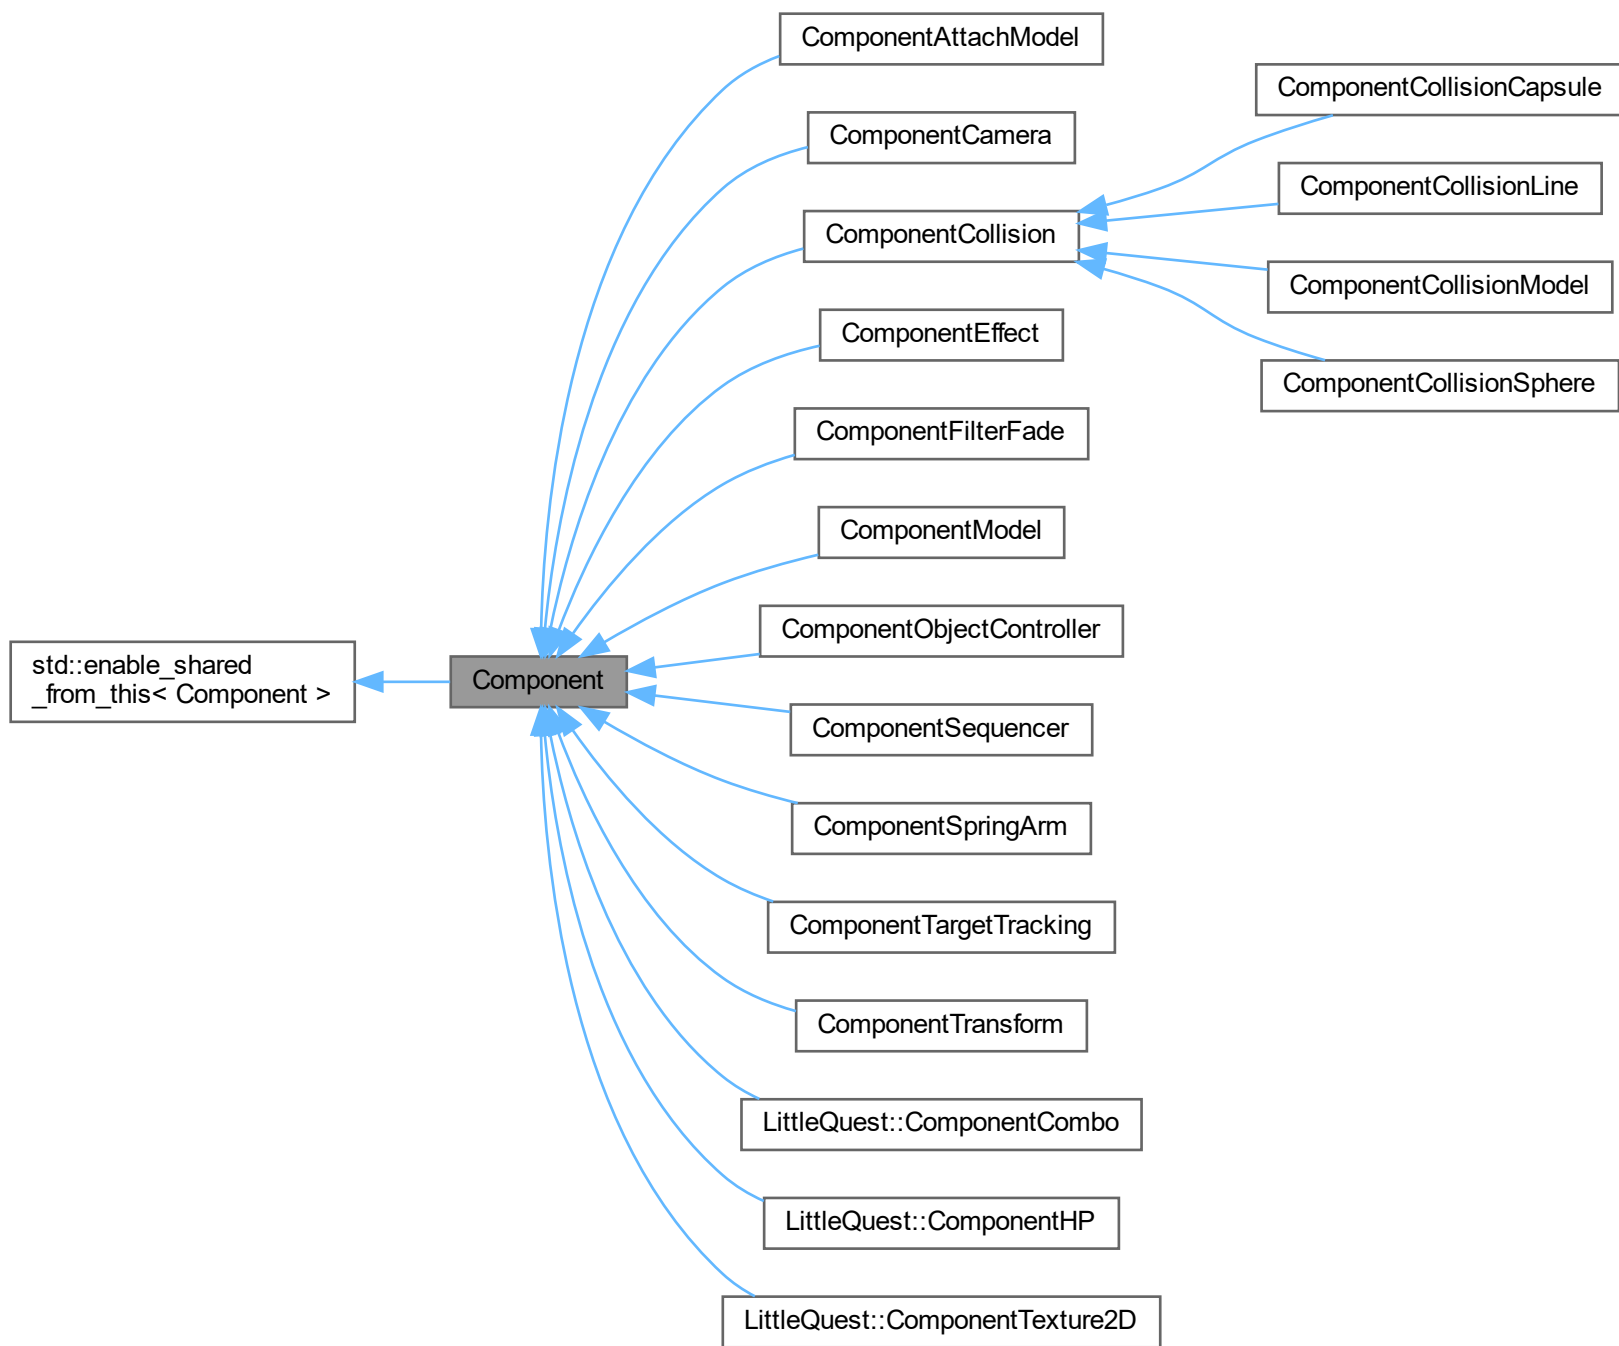 std::enable_shared
_from_this< Component >
Component
ComponentAttachModel
ComponentCamera
ComponentCollision
ComponentEffect
ComponentFilterFade
ComponentModel
ComponentObjectController
ComponentSequencer
ComponentSpringArm
ComponentTargetTracking
ComponentTransform
LittleQuest::ComponentCombo
LittleQuest::ComponentHP
LittleQuest::ComponentTexture2D
ComponentCollisionCapsule
ComponentCollisionLine
ComponentCollisionModel
ComponentCollisionSphere